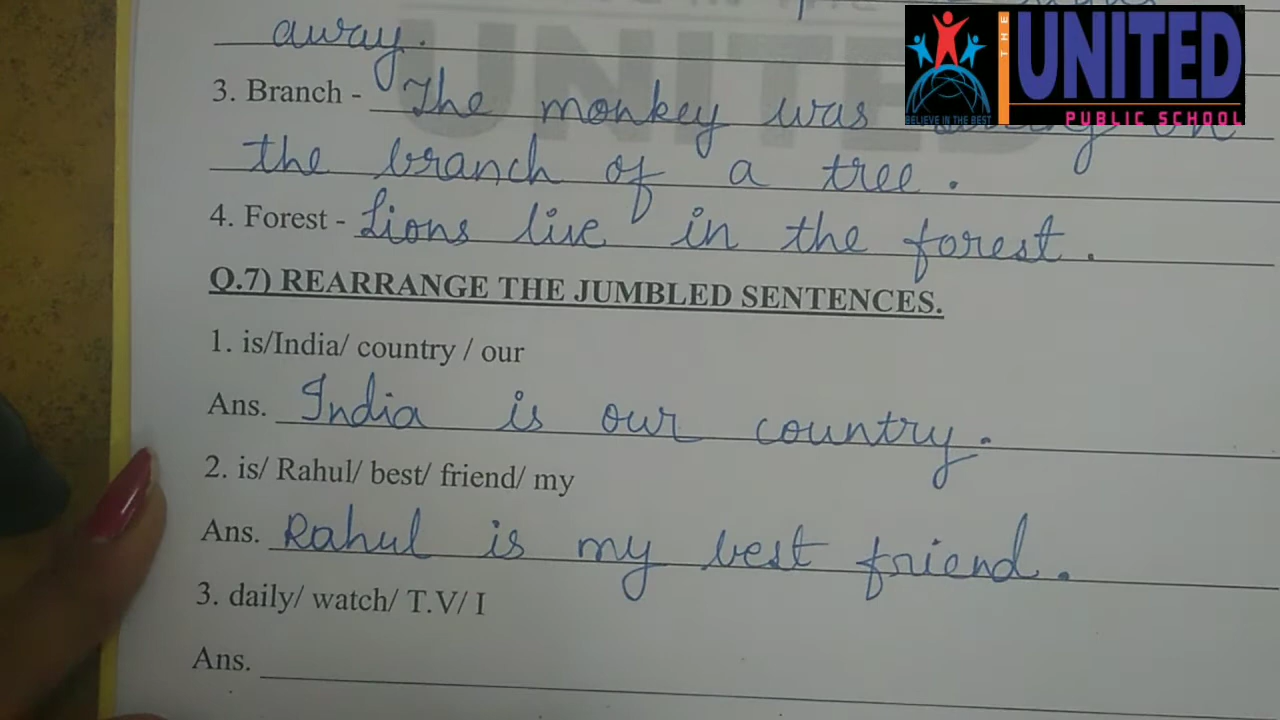 away.
3. Branch - The monkey was on
the branch of a tree.
4. Forest - Lions live in the forest.
Q.7) REARRANGE THE JUMBLED SENTENCES.
1. is/India/ country / our
Ans. India is our country.
2. is/ Rahul/ best/ friend/ my
Ans. Rahul is my best friend.
3. daily/ watch/ T.V/ I
Ans.
THE UNITED
PUBLIC SCHOOL
BELIEVE IN THE BEST
UNITED